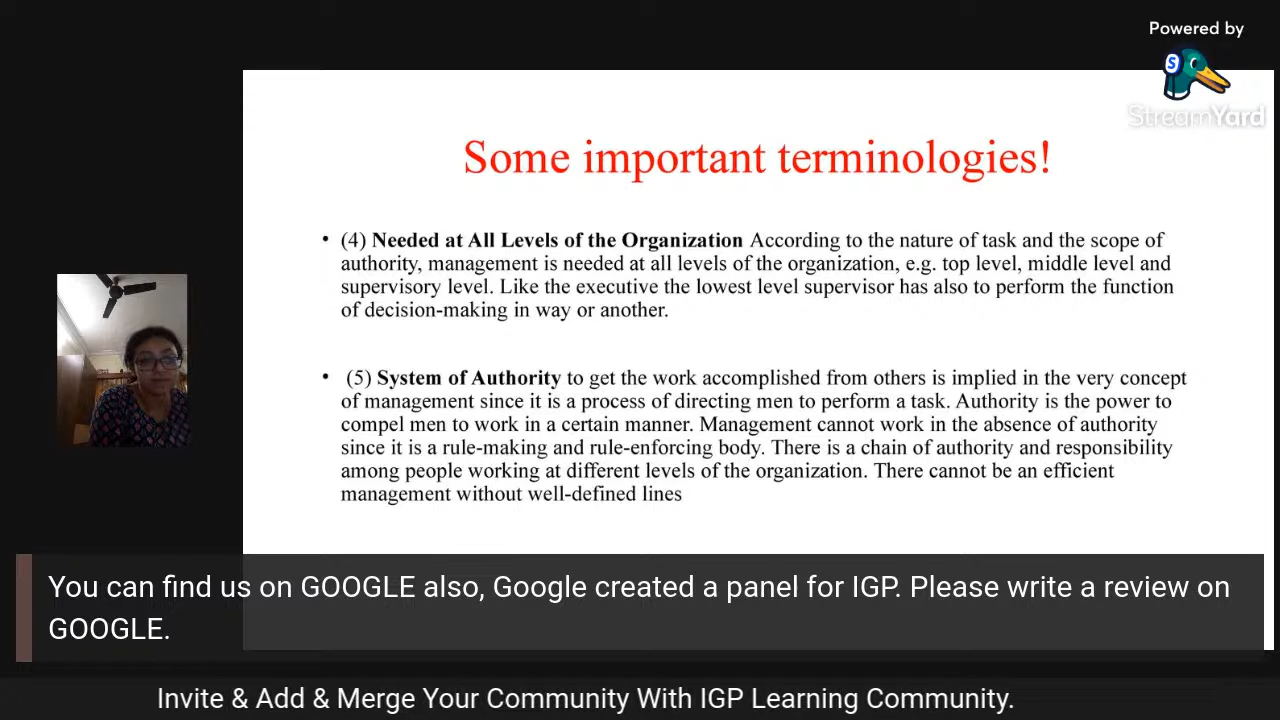 Powered by
S
StreamYard
Some important terminologies!
• (4) Needed at All Levels of the Organization According to the nature of task and the scope of
authority, management is needed at all levels of the organization, e.g. top level, middle level and
supervisory level. Like the executive the lowest level supervisor has also to perform the function
of decision-making in way or another.
• (5) System of Authority to get the work accomplished from others is implied in the very concept
of management since it is a process of directing men to perform a task. Authority is the power to
compel men to work in a certain manner. Management cannot work in the absence of authority
since it is a rule-making and rule-enforcing body. There is a chain of authority and responsibility
among people working at different levels of the organization. There cannot be an efficient
management without well-defined lines
You can find us on GOOGLE also, Google created a panel for IGP. Please write a review on
GOOGLE.
Invite & Add & Merge Your Community With IGP Learning Community.